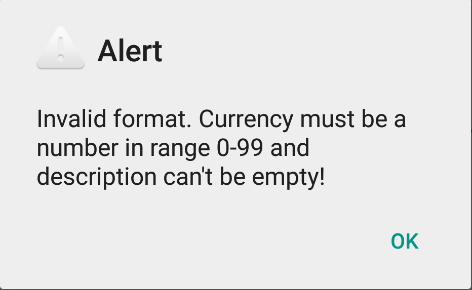 Alert
Invalid format. Currency must be a
number in range 0-99 and
description can't be empty!
OK